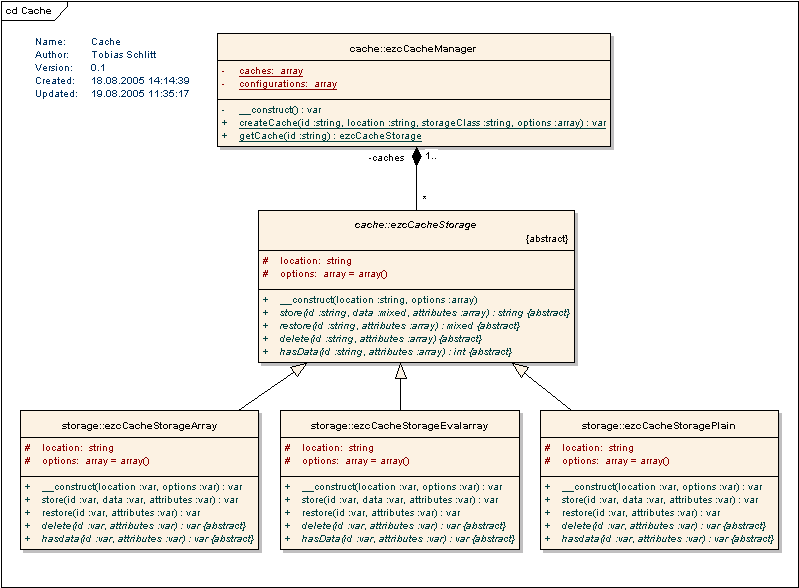 cd Cache
Name: Cache
Author: Tobias Schlitt
Version: 0.1
Created: 18.08.2005 14:14:39
Updated: 19.08.2005 11:35:17
cache::ezcCacheManager
- caches: array
- configurations: array
- __construct() : var
+ createCache(id :string, location :string, storageClass :string, options :array) : var
+ getCache(id :string) : ezcCacheStorage
-caches 1..
*
cache::ezcCacheStorage
{abstract}
# location: string
# options: array = array()
+ __construct(location :string, options :array)
+ store(id :string, data :mixed, attributes :array) : string {abstract}
+ restore(id :string, attributes :array) : mixed {abstract}
+ delete(id :string, attributes :array) {abstract}
+ hasData(id :string, attributes :array) : int {abstract}
storage::ezcCacheStorageArray
# location: string
# options: array = array()
+ __construct(location :var, options :var) : var
+ store(id :var, data :var, attributes :var) : var
+ restore(id :var, attributes :var) : var
+ delete(id :var, attributes :var) : var {abstract}
+ hasdata(id :var, attributes :var) : var {abstract}
storage::ezcCacheStorageEvalarray
# location: string
# options: array = array()
+ __construct(location :var, options :var) : var
+ store(id :var, data :var, attributes :var) : var
+ restore(id :var, attributes :var) : var
+ delete(id :var, attributes :var) : var {abstract}
+ hasData(id :var, attributes :var) : var {abstract}
storage::ezcCacheStoragePlain
# location: string
# options: array = array()
+ __construct(location :var, options :var) : var
+ store(id :var, data :var, attributes :var) : var
+ restore(id :var, attributes :var) : var
+ delete(id :var, attributes :var) : var {abstract}
+ hasdata(id :var, attributes :var) : var {abstract}